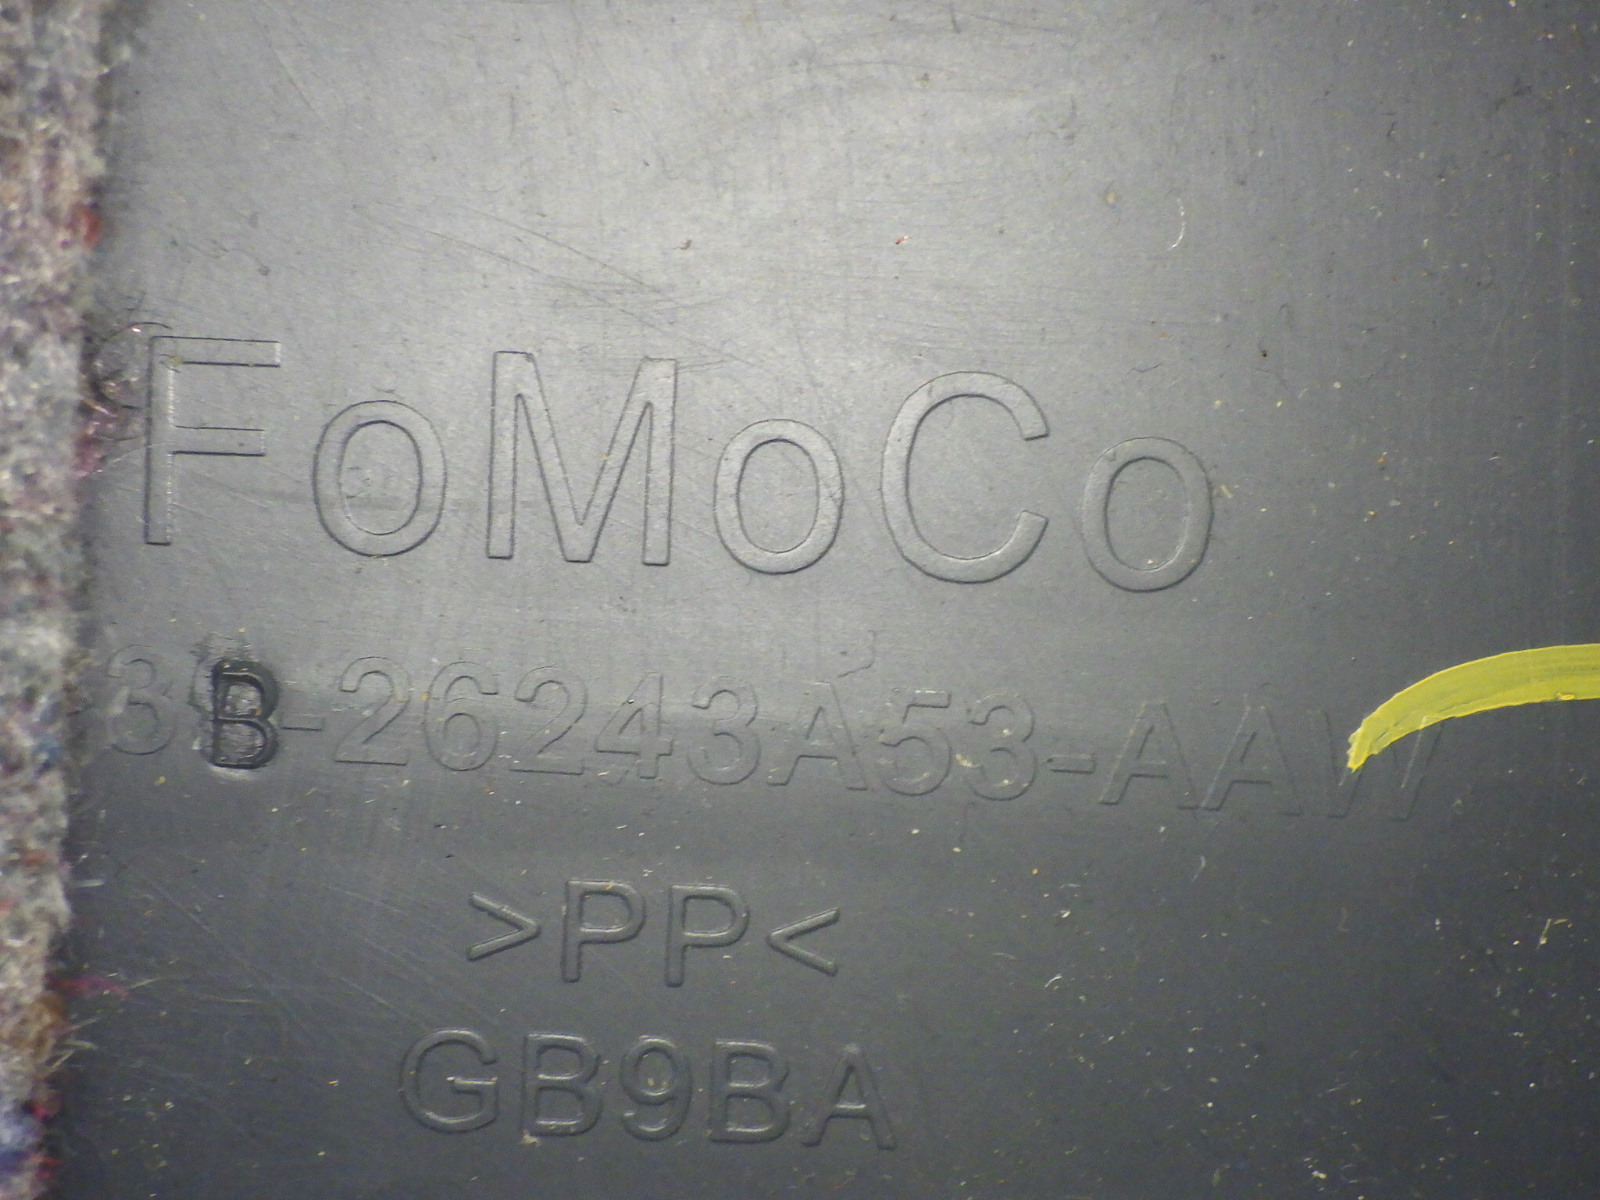 FoMoCo
3B-26243A53-AAW
>PP<
GB9BA